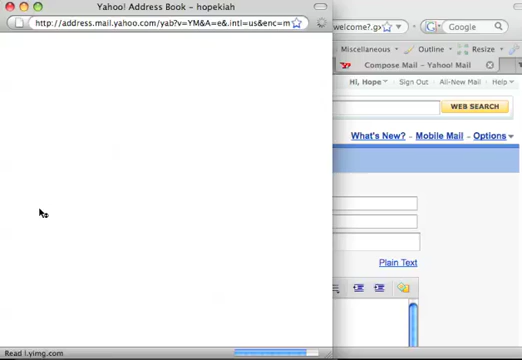 Yahoo! Address Book – hopekiah
http://address.mail.yahoo.com/yab?v=YM&A=e&.intl=us&enc=m
welcome?.gx
Google
Miscellaneous
Outline
Resize
Compose Mail – Yahoo! Mail
Hi, Hope
Sign Out
All-New Mail
Help
WEB SEARCH
What's New? – Mobile Mail – Options
Plain Text
Read l.yimg.com